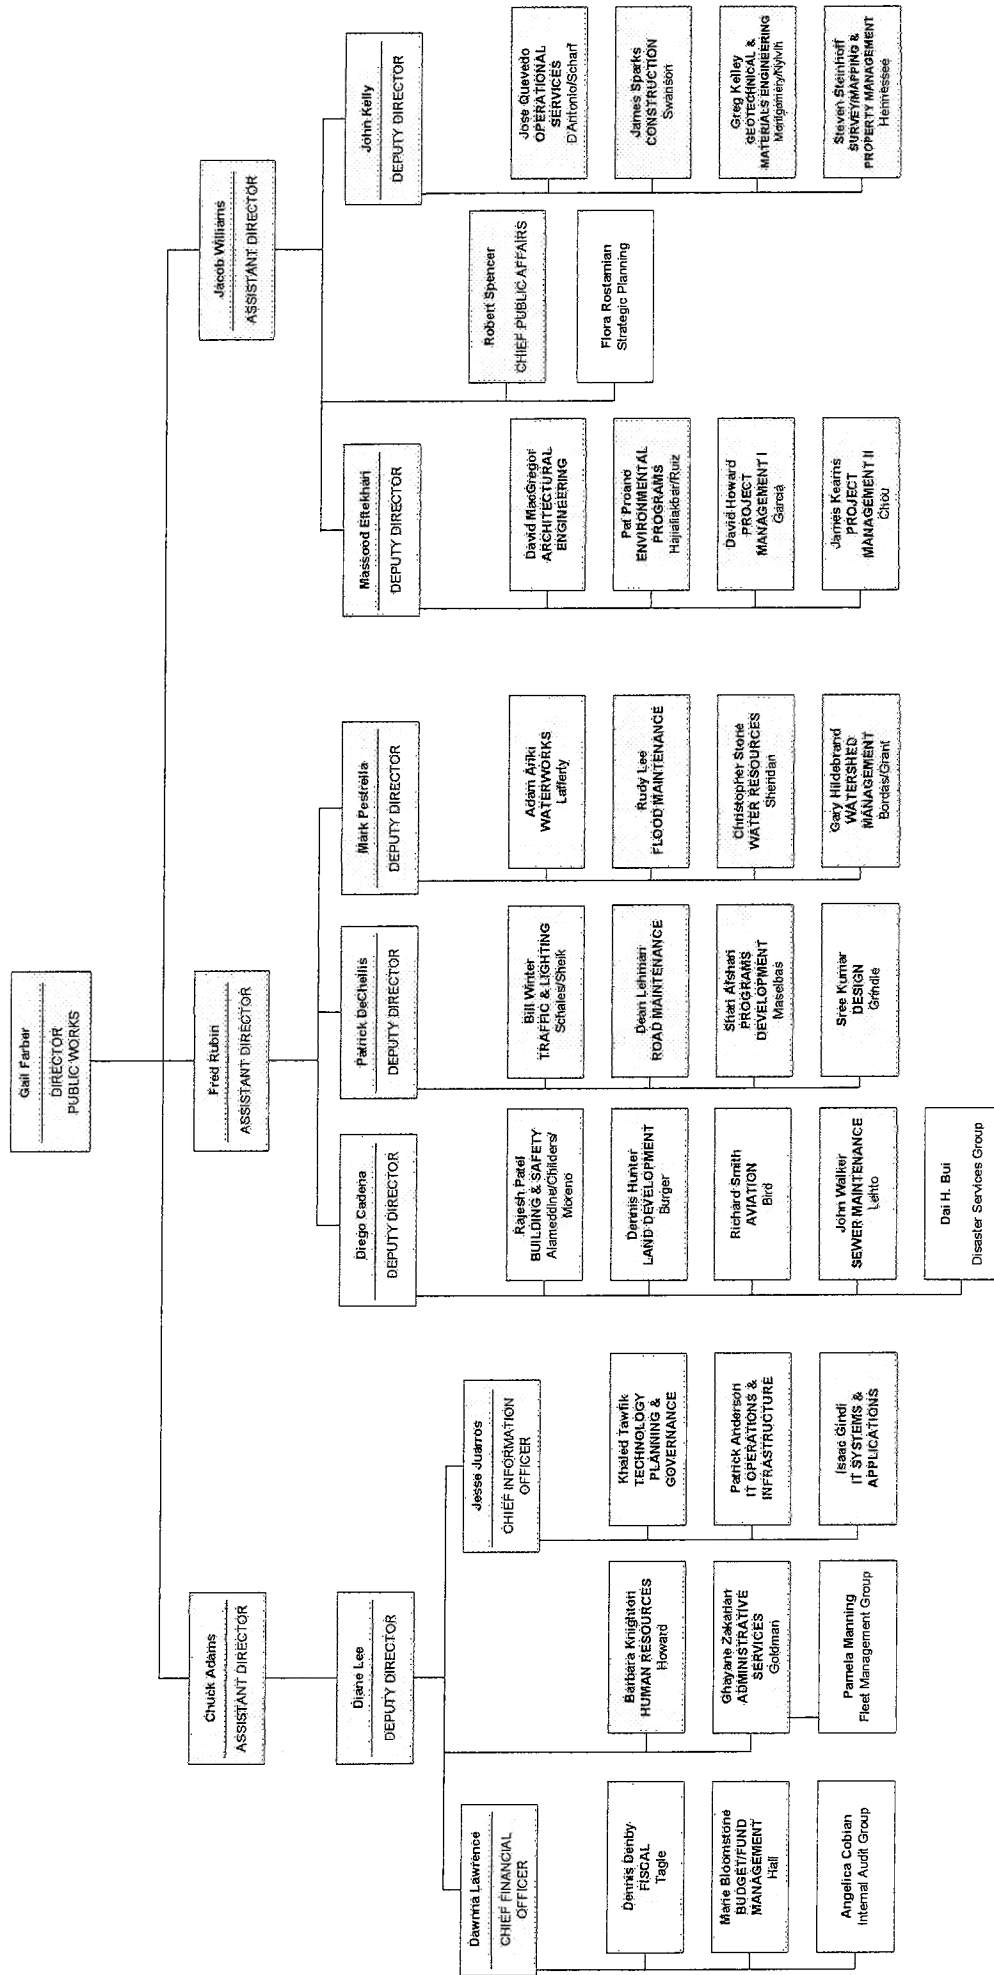 Gail Farber
DIRECTOR
PUBLIC WORKS
Chuck Adams
ASSISTANT DIRECTOR
Fred Rubin
ASSISTANT DIRECTOR
Jacob Williams
ASSISTANT DIRECTOR
Diane Lee
DEPUTY DIRECTOR
Diego Cadena
DEPUTY DIRECTOR
Patrick DeChellis
DEPUTY DIRECTOR
Mark Pestrella
DEPUTY DIRECTOR
Massood Eftekhari
DEPUTY DIRECTOR
John Kelly
DEPUTY DIRECTOR
Dawnna Lawrence
CHIEF FINANCIAL
OFFICER
Jesse Juarros
CHIEF INFORMATION
OFFICER
Robert Spencer
CHIEF PUBLIC AFFAIRS
Flora Rostamian
Strategic Planning
Dennis Denby
FISCAL
Tagle
Marie Bloomstone
BUDGET/FUND
MANAGEMENT
Hall
Angelica Cobian
Internal Audit Group
Barbara Knighton
HUMAN RESOURCES
Howard
Ghayane Zakarian
ADMINISTRATIVE
SERVICES
Goldman
Pamela Manning
Fleet Management Group
Khaled Tawfik
TECHNOLOGY
PLANNING &
GOVERNANCE
Patrick Anderson
IT OPERATIONS &
INFRASTRUCTURE
Isaac Gindi
IT SYSTEMS &
APPLICATIONS
Rajesh Patel
BUILDING & SAFETY
Alameddine/Childers/
Moreno
Dennis Hunter
LAND DEVELOPMENT
Burger
Richard Smith
AVIATION
Bird
John Walker
SEWER MAINTENANCE
Lehto
Dai H. Bui
Disaster Services Group
Bill Winter
TRAFFIC & LIGHTING
Schales/Sheik
Dean Lehman
ROAD MAINTENANCE
Shari Afshari
PROGRAMS
DEVELOPMENT
Maselbas
Sree Kumar
DESIGN
Grindle
Adam Ariki
WATERWORKS
Lafferty
Rudy Lee
FLOOD MAINTENANCE
Christopher Stone
WATER RESOURCES
Sheridan
Gary Hildebrand
WATERSHED
MANAGEMENT
Bordas/Grant
David MacGregor
ARCHITECTURAL
ENGINEERING
Pat Proano
ENVIRONMENTAL
PROGRAMS
Hajialiakbar/Ruiz
David Howard
PROJECT
MANAGEMENT I
Garcia
James Kearns
PROJECT
MANAGEMENT II
Chou
Jose Quevedo
OPERATIONAL
SERVICES
D'Antonio/Scharf
James Sparks
CONSTRUCTION
Swanson
Greg Kelley
GEOTECHNICAL &
MATERIALS ENGINEERING
Montgomery/Nyivih
Steven Steinhoff
SURVEY/MAPPING &
PROPERTY MANAGEMENT
Hennessee